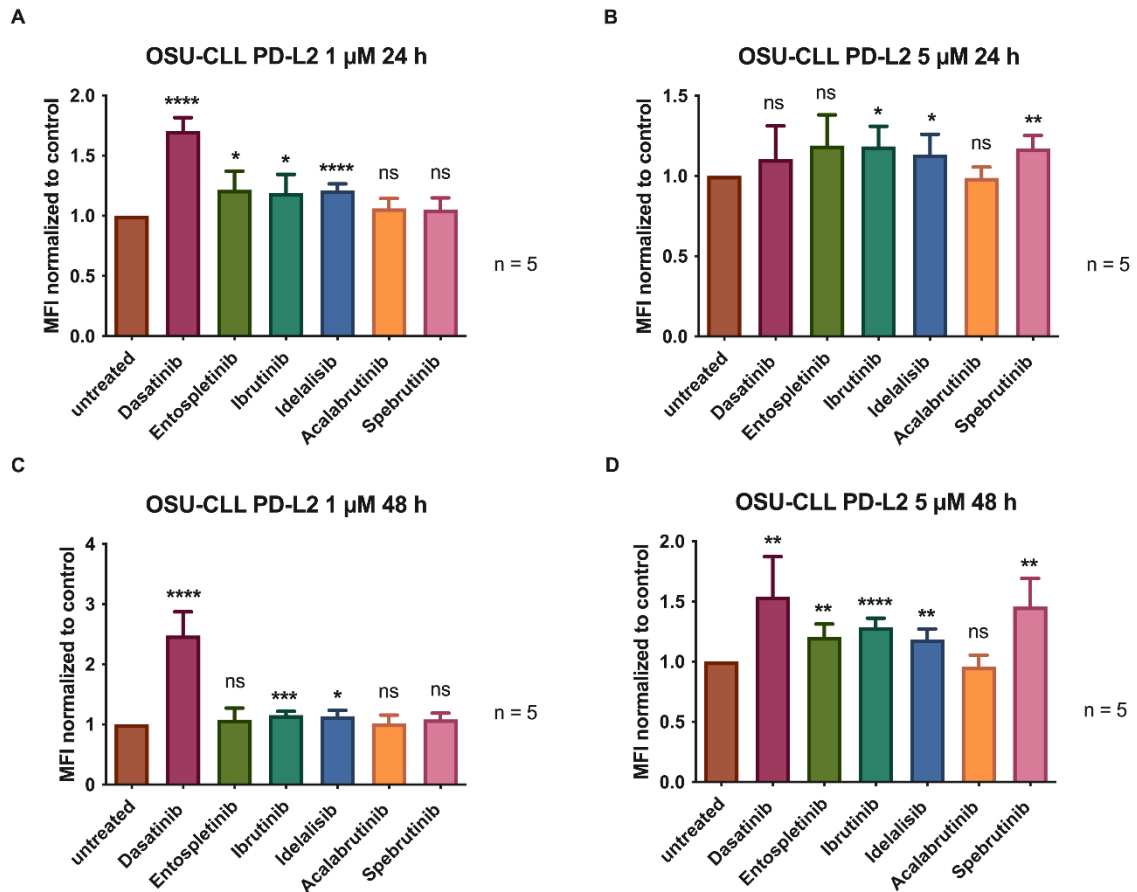 A
OSU-CLL PD-L2 1 µM 24 h
MFI normalized to control
2.0
1.5
1.0
0.5
0.0
****
*
*
****
ns
ns
n = 5
untreated
Dasatinib
Entospletinib
Ibrutinib
Idelalisib
Acalabrutinib
Spebrutinib
B
OSU-CLL PD-L2 5 µM 24 h
MFI normalized to control
1.5
1.0
0.5
0.0
ns
ns
*
*
ns
**
n = 5
untreated
Dasatinib
Entospletinib
Ibrutinib
Idelalisib
Acalabrutinib
Spebrutinib
C
OSU-CLL PD-L2 1 µM 48 h
MFI normalized to control
4
3
2
1
0
****
ns
***
*
ns
ns
n = 5
untreated
Dasatinib
Entospletinib
Ibrutinib
Idelalisib
Acalabrutinib
Spebrutinib
D
OSU-CLL PD-L2 5 µM 48 h
MFI normalized to control
2.0
1.5
1.0
0.5
0.0
**
**
****
**
ns
**
n = 5
untreated
Dasatinib
Entospletinib
Ibrutinib
Idelalisib
Acalabrutinib
Spebrutinib